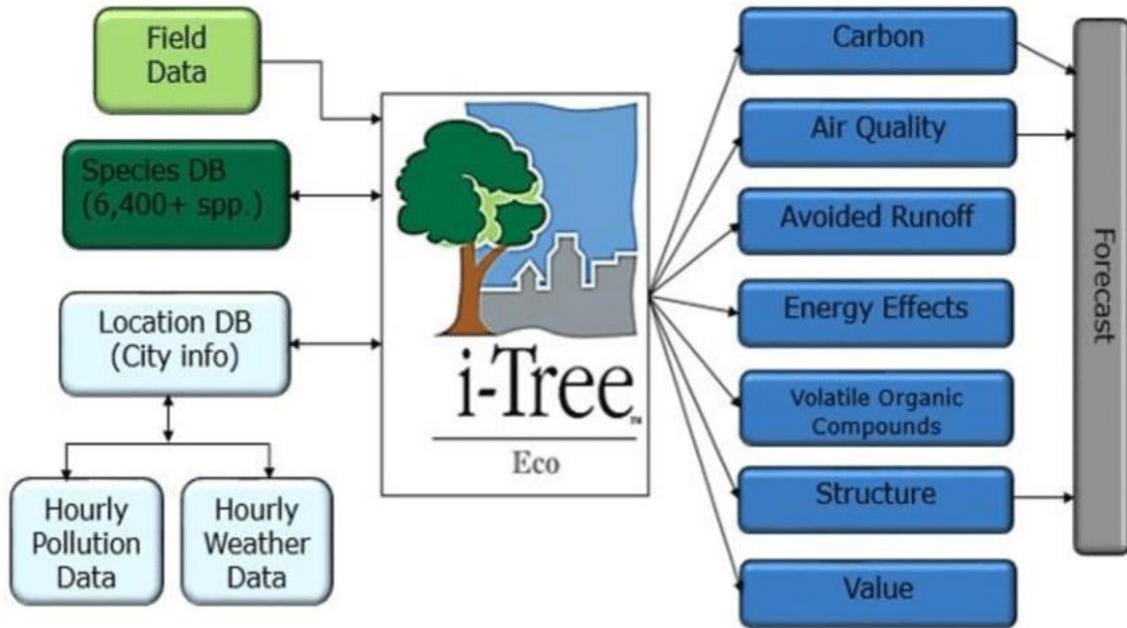 Field
Data
Species DB
(6,400+ spp.)
Location DB
(City info)
Hourly
Pollution
Data
Hourly
Weather
Data
i-Tree™
Eco
Carbon
Air Quality
Avoided Runoff
Energy Effects
Volatile Organic
Compounds
Structure
Value
Forecast